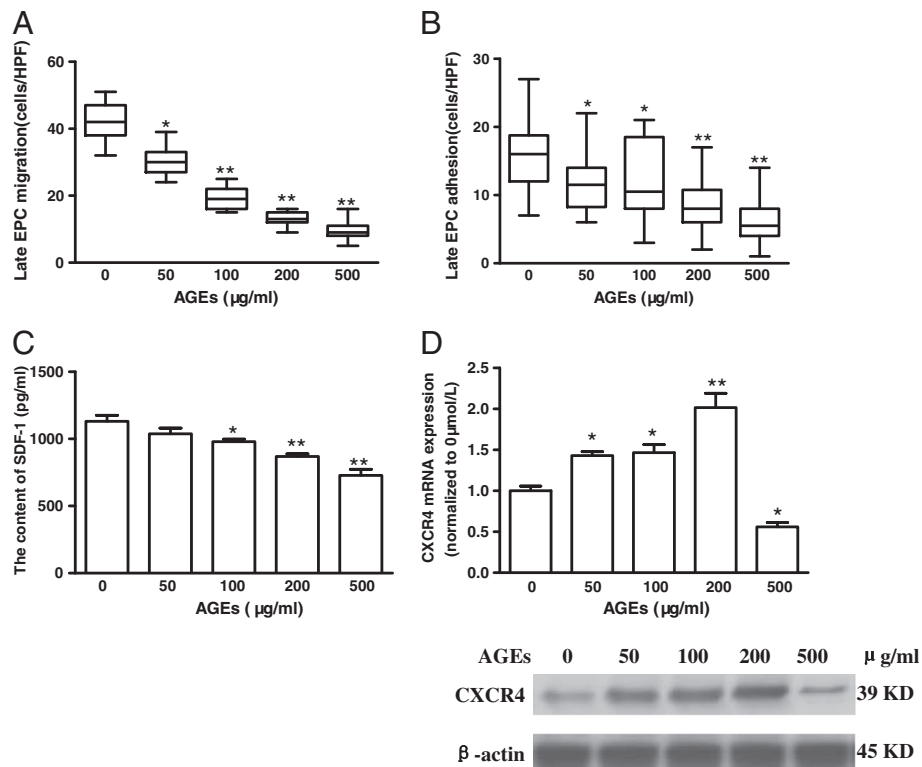 A
Late EPC migration(cells/HPF)
60
40
20
0
*
**
**
**
0 50 100 200 500
AGEs (μg/ml)
B
Late EPC adhesion(cells/HPF)
30
20
10
0
*
*
**
**
0 50 100 200 500
AGEs (μg/ml)
C
The content of SDF-1 (pg/ml)
1500
1000
500
0
*
**
**
0 50 100 200 500
AGEs ( μg/ml)
D
CXCR4 mRNA expression
(normalized to 0μmol/L)
2.5
2.0
1.5
1.0
0.5
0.0
*
*
**
*
0 50 100 200 500
AGEs (μg/ml)
AGEs 0 50 100 200 500 μ g/ml
CXCR4 39 KD
β -actin 45 KD